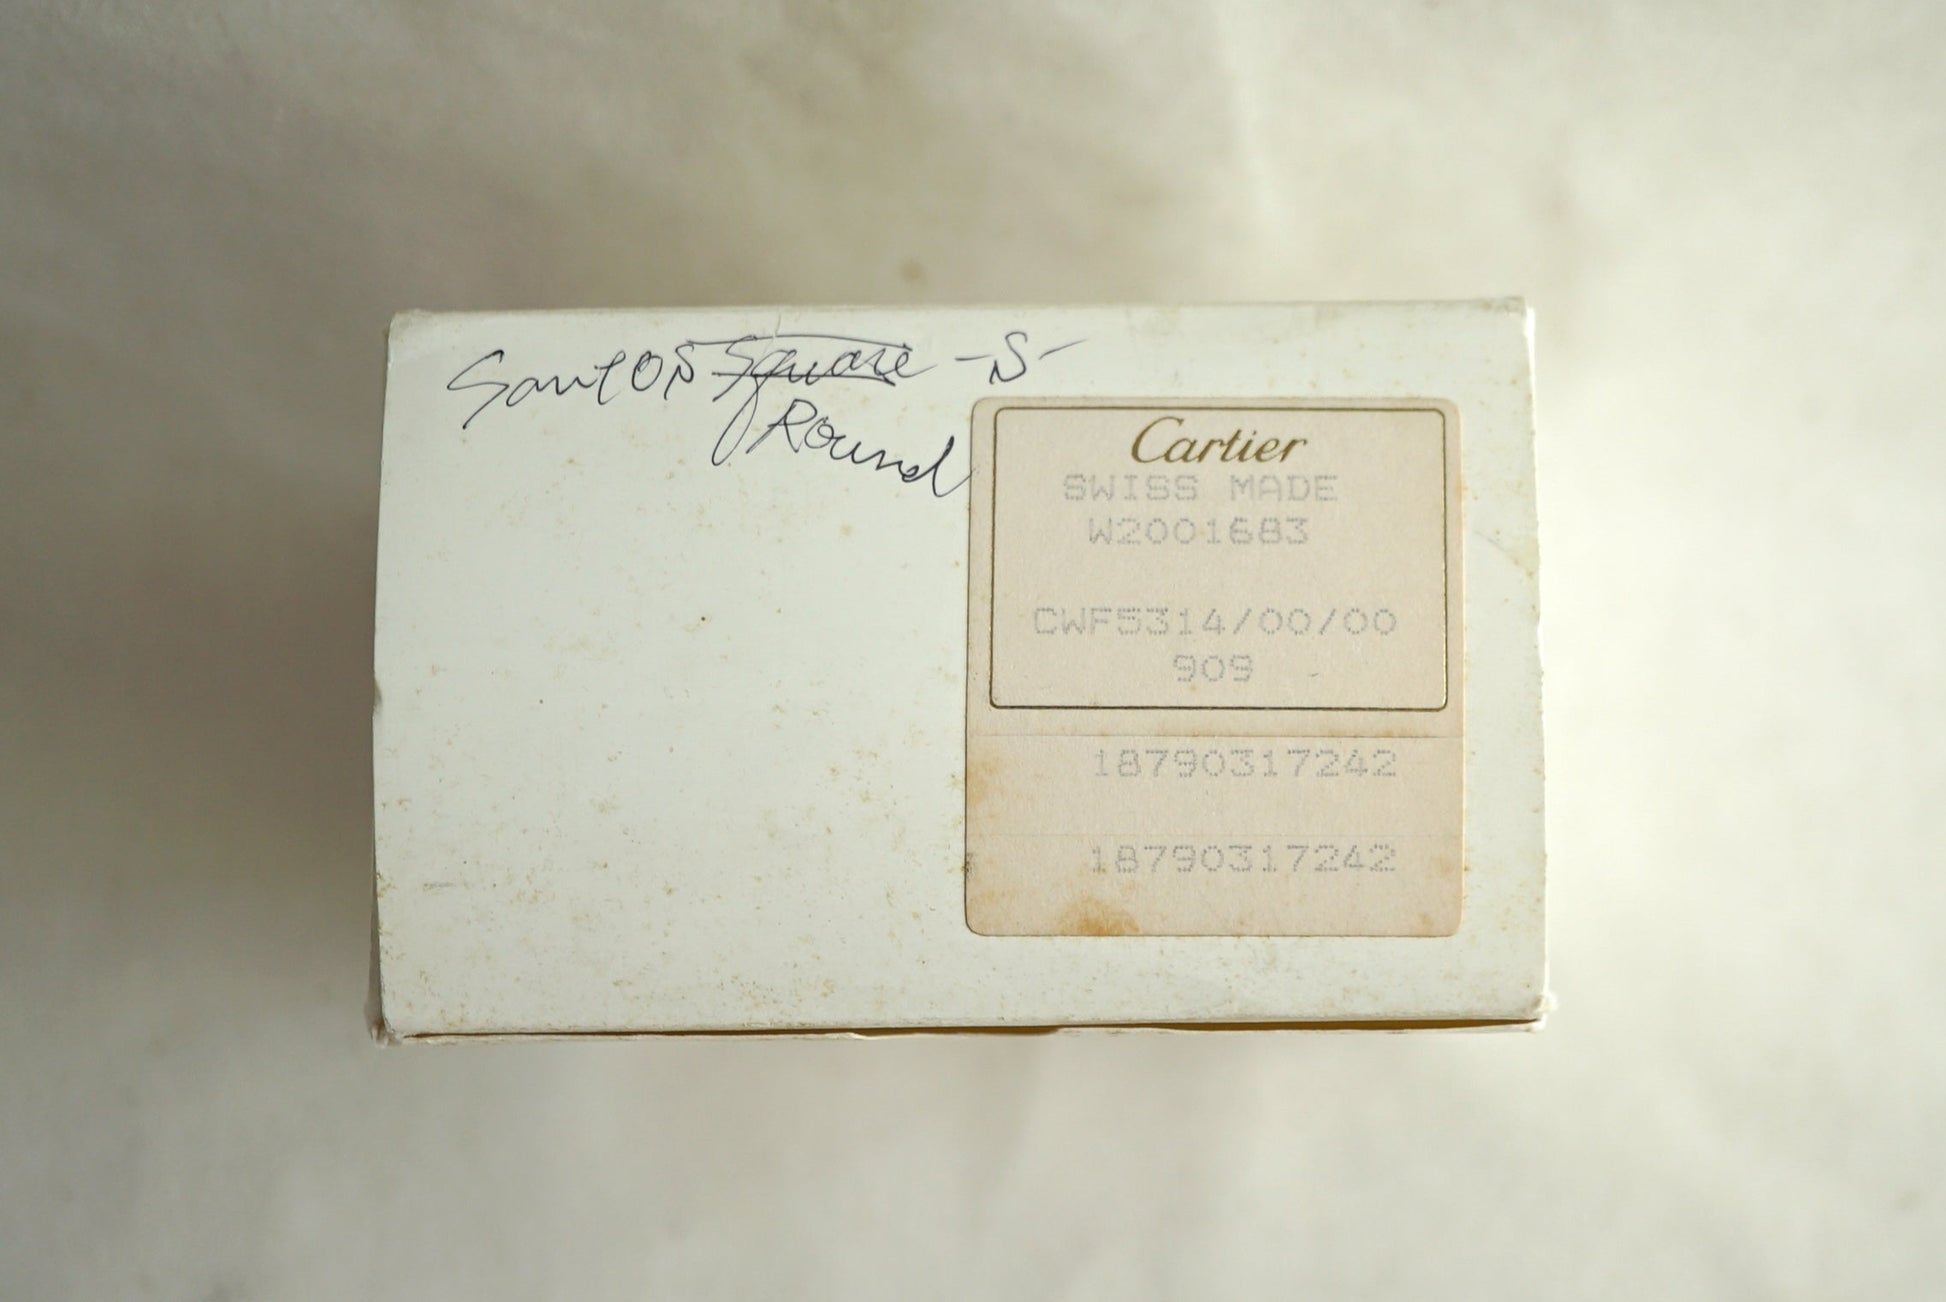 Santos Square -S-
Round
Cartier
SWISS MADE
W2001683
CWF5314/00/00
909
18790317242
18790317242